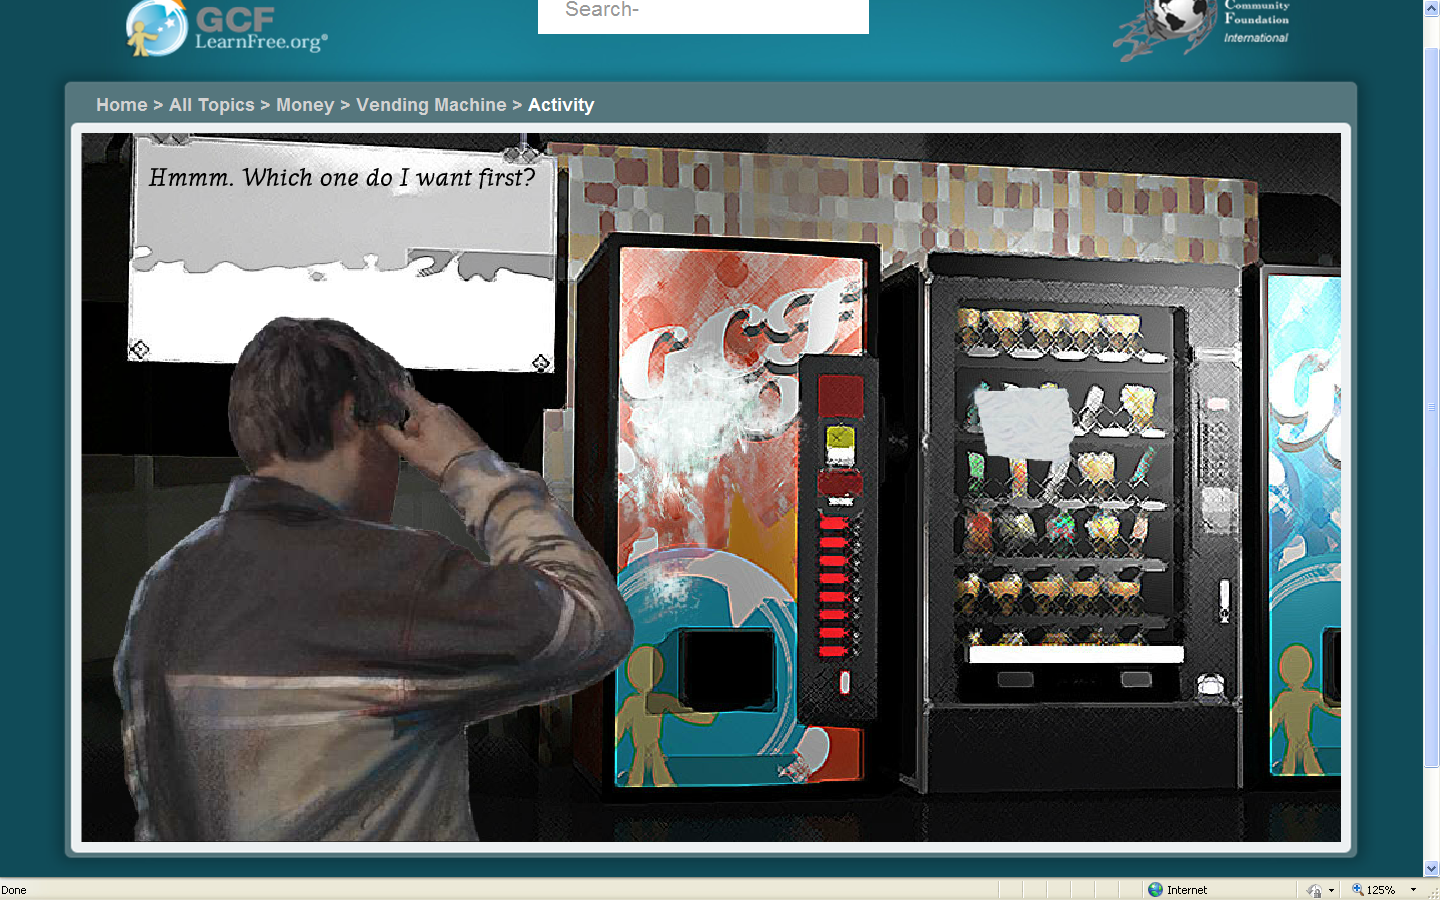 Search-
GCF
LearnFree.org®
Community
Foundation
International
Home > All Topics > Money > Vending Machine > Activity
Hmmm. Which one do I want first?
GCF
Done
Internet
125%